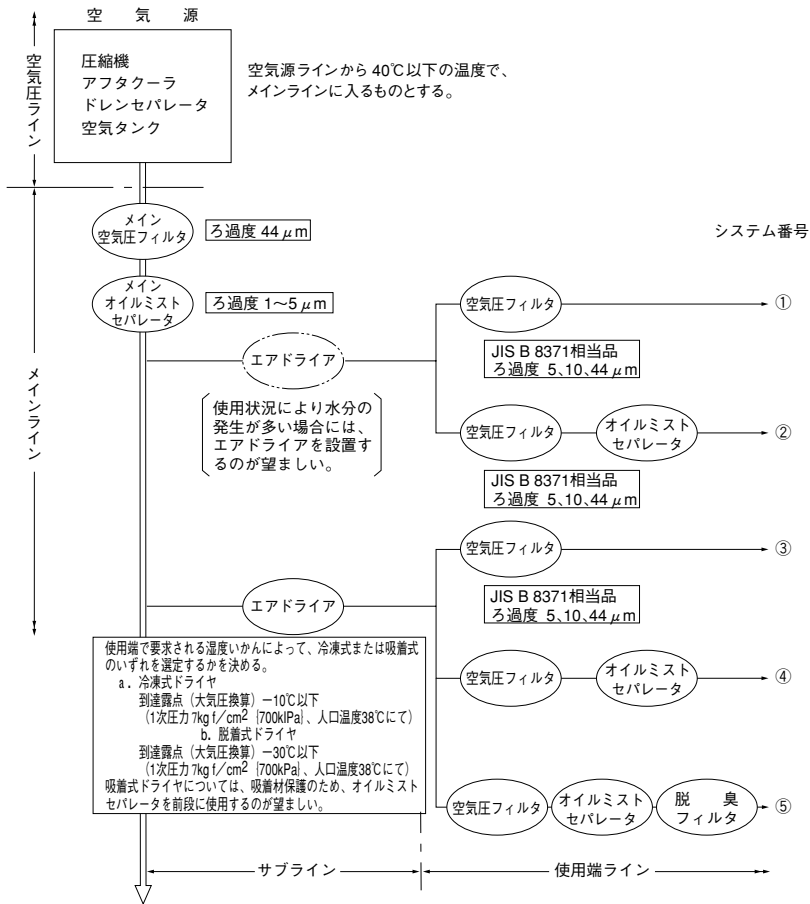 空気源
空気圧ライン
圧縮機
アフタクーラ
ドレンセパレータ
空気タンク
空気源ラインから 40℃以下の温度で、
メインラインに入るものとする。
メイン
空気圧フィルタ
ろ過度 44 μm
システム番号
メイン
オイルミスト
セパレータ
ろ過度 1〜5 μm
空気圧フィルタ
①
JIS B 8371相当品
ろ過度 5、10、44 μm
エアドライア
使用状況により水分の
発生が多い場合には、
エアドライアを設置す
るのが望ましい。
メインライン
空気圧フィルタ
オイルミスト
セパレータ
②
JIS B 8371相当品
ろ過度 5、10、44 μm
空気圧フィルタ
③
JIS B 8371相当品
ろ過度 5、10、44 μm
エアドライア
使用端で要求される湿度いかんによって、冷凍式または吸着式
のいずれを選定するかを決める。
a．冷凍式ドライヤ
到達露点（大気圧換算）−10℃以下
（1次圧力7kg f／cm2｛700klPa｝、人口温度38℃にて）
b．脱着式ドライヤ
到達露点（大気圧換算）−30℃以下
（1次圧力7kg f／cm2｛700kPa｝、人口温度38℃にて）
吸着式ドライヤについては、吸着材保護のため、オイルミスト
セパレータを前段に使用するのが望ましい。
空気圧フィルタ
オイルミスト
セパレータ
④
空気圧フィルタ
オイルミスト
セパレータ
脱臭
フィルタ
⑤
サブライン
使用端ライン